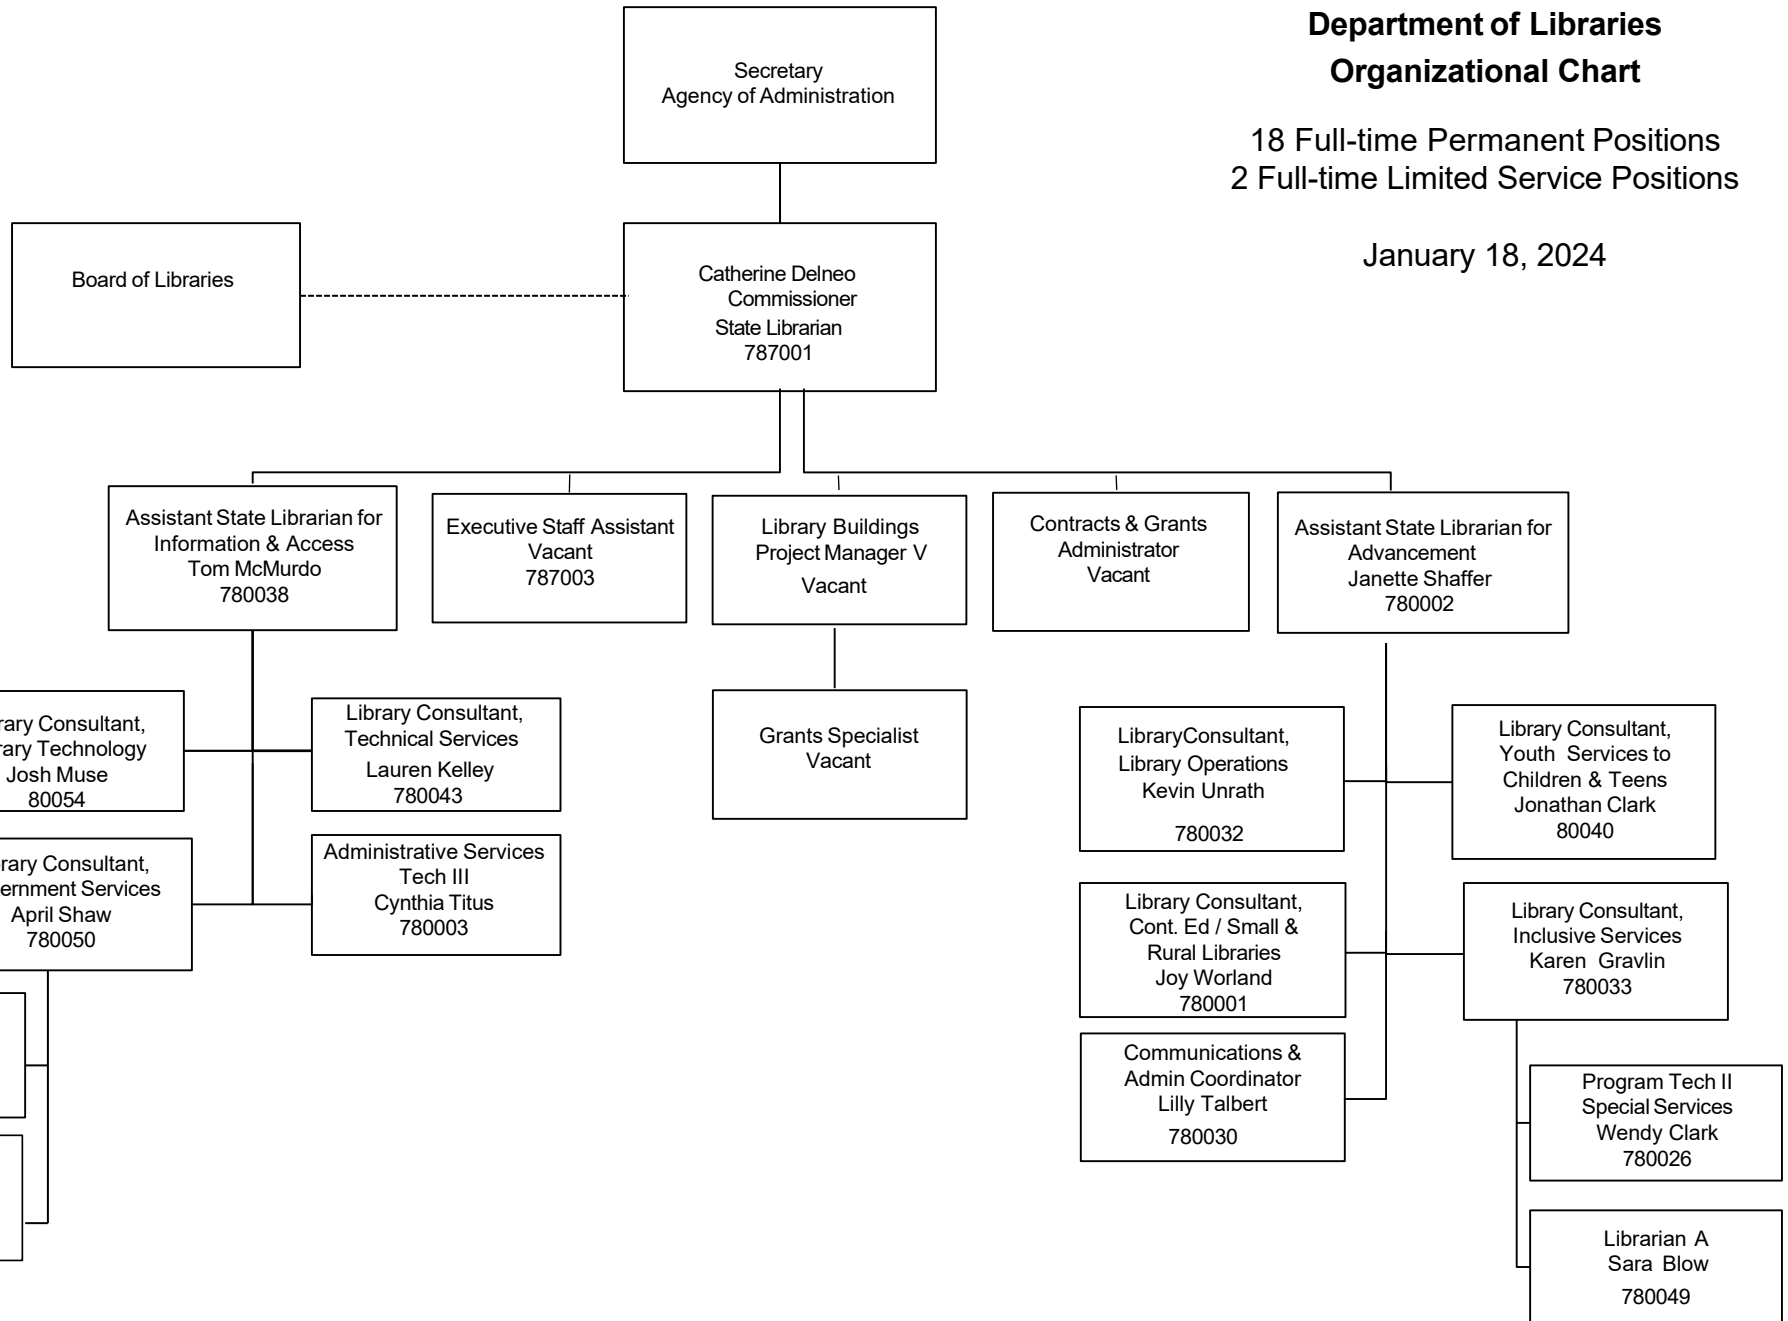 Department of Libraries
Organizational Chart
18 Full-time Permanent Positions
2 Full-time Limited Service Positions
January 18, 2024
Secretary
Agency of Administration
Board of Libraries
Catherine Delneo
Commissioner
State Librarian
787001
Assistant State Librarian for
Information & Access
Tom McMurdo
780038
Executive Staff Assistant
Vacant
787003
Library Buildings
Project Manager V
Vacant
Contracts & Grants
Administrator
Vacant
Assistant State Librarian for
Advancement
Janette Shaffer
780002
Consultant,
Technology
Josh Muse
80054
Library Consultant,
Technical Services
Lauren Kelley
780043
Consultant,
Services
April Shaw
780050
Administrative Services
Tech III
Cynthia Titus
780003
Grants Specialist
Vacant
LibraryConsultant,
Library Operations
Kevin Unrath
780032
Library Consultant,
Youth Services to
Children & Teens
Jonathan Clark
80040
Library Consultant,
Cont. Ed / Small &
Rural Libraries
Joy Worland
780001
Library Consultant,
Inclusive Services
Karen Gravlin
780033
Communications &
Admin Coordinator
Lilly Talbert
780030
Program Tech II
Special Services
Wendy Clark
780026
Librarian A
Sara Blow
780049